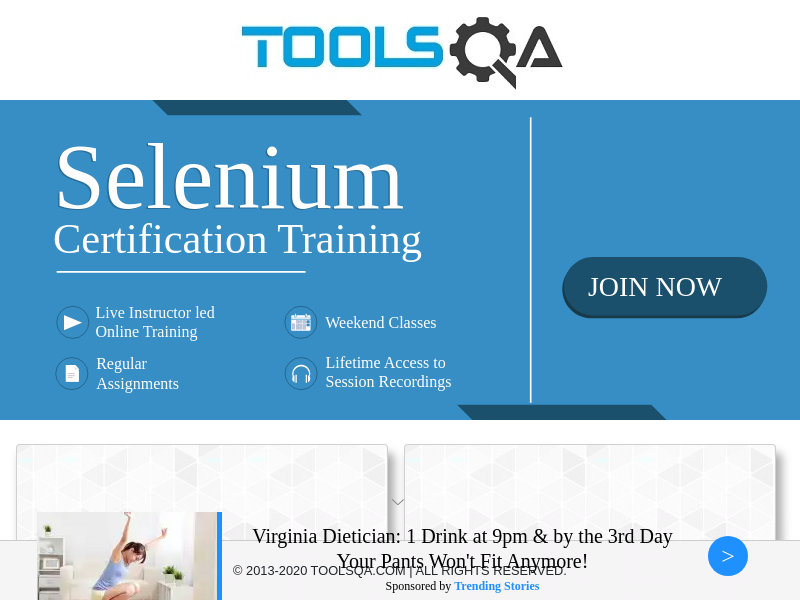 TOOLSQA
Selenium
Certification Training
Live Instructor led
Online Training
Weekend Classes
Regular
Assignments
Lifetime Access to
Session Recordings
JOIN NOW
Virginia Dietician: 1 Drink at 9pm & by the 3rd Day
Your Pants Won't Fit Anymore!
© 2013-2020 TOOLSQA.COM | ALL RIGHTS RESERVED.
Sponsored by Trending Stories
>